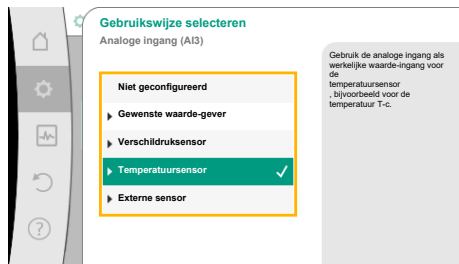 Gebruikswijze selecteren
Analoge ingang (AI3)
Niet geconfigureerd
Gewenste waarde-gever
Verschildruksensor
Temperatuursensor
Externe sensor
Gebruik de analoge ingang als
werkelijke waarde-ingang voor
de
temperatuursensor
, bijvoorbeeld voor de
temperatuur T-c.